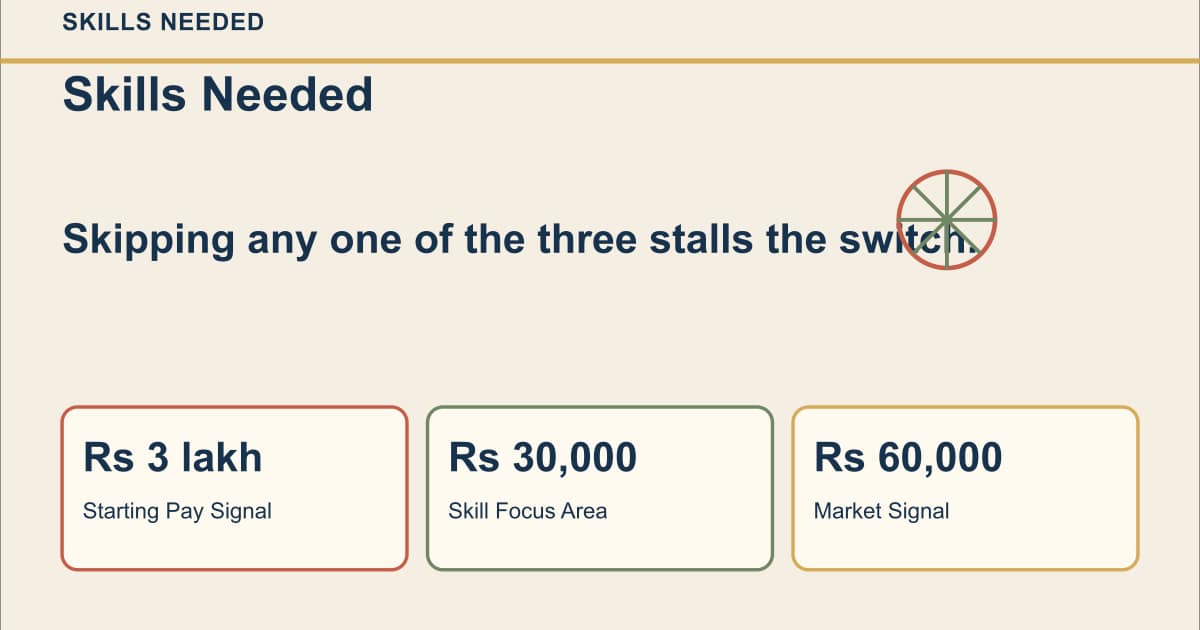 SKILLS NEEDED
Skills Needed
Skipping any one of the three stalls the switch.
Rs 3 lakh
Starting Pay Signal
Rs 30,000
Skill Focus Area
Rs 60,000
Market Signal